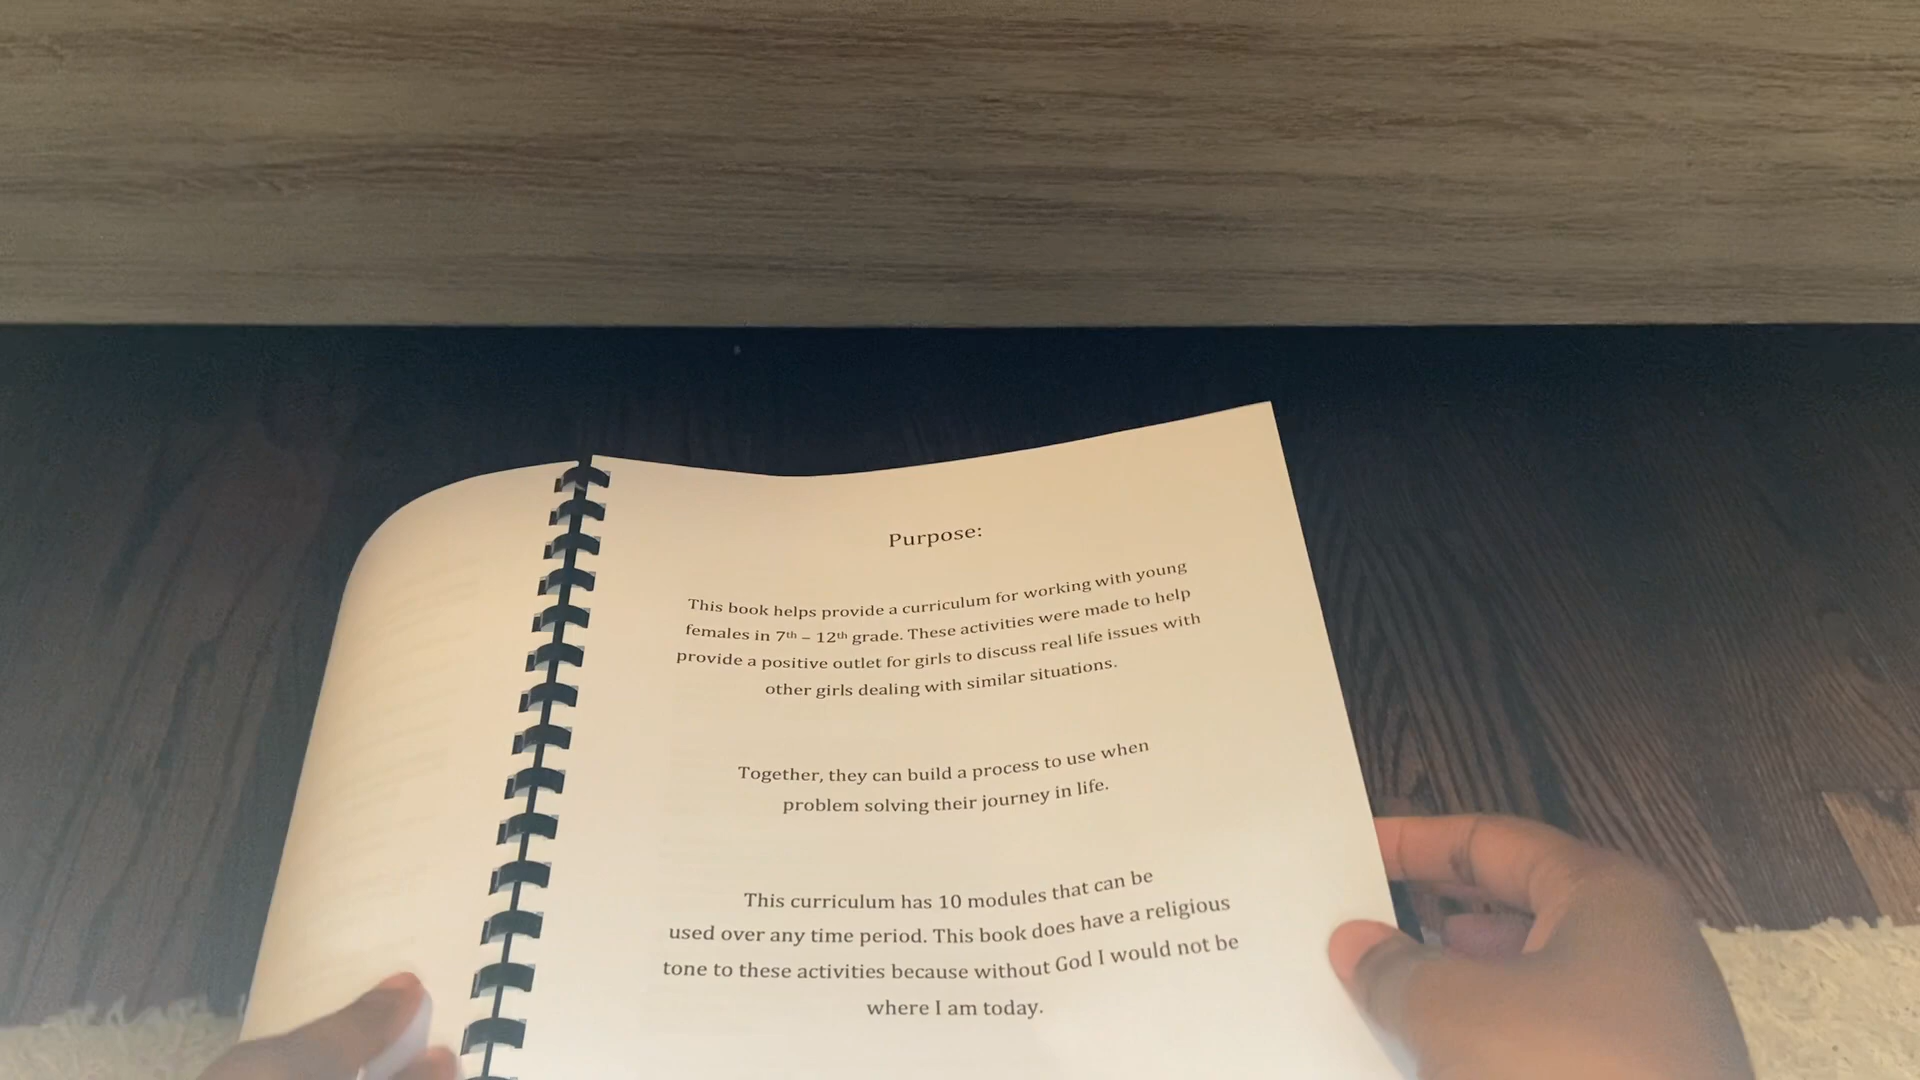 Purpose:
This book helps provide a curriculum for working with young
females in 7th – 12th grade. These activities were made to help
provide a positive outlet for girls to discuss real life issues with
other girls dealing with similar situations.
Together, they can build a process to use when
problem solving their journey in life.
This curriculum has 10 modules that can be
used over any time period. This book does have a religious
tone to these activities because without God I would not be
where I am today.